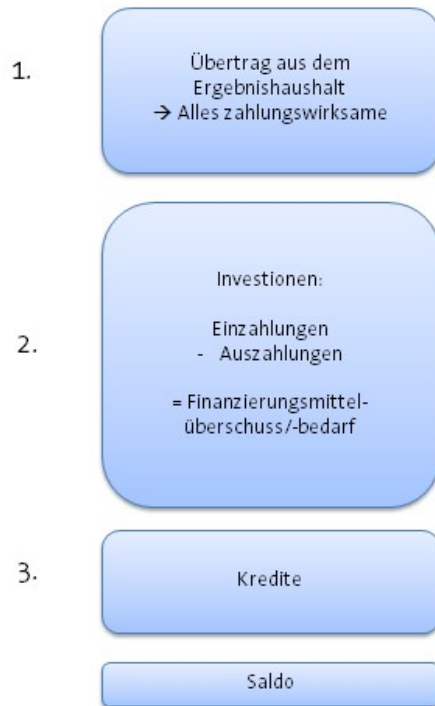 1.
Übertrag aus dem
Ergebnishaushalt
→ Alles zahlungswirksame
2.
Investionen:
Einzahlungen
- Auszahlungen
= Finanzierungsmittel-
überschuss/-bedarf
3.
Kredite
Saldo